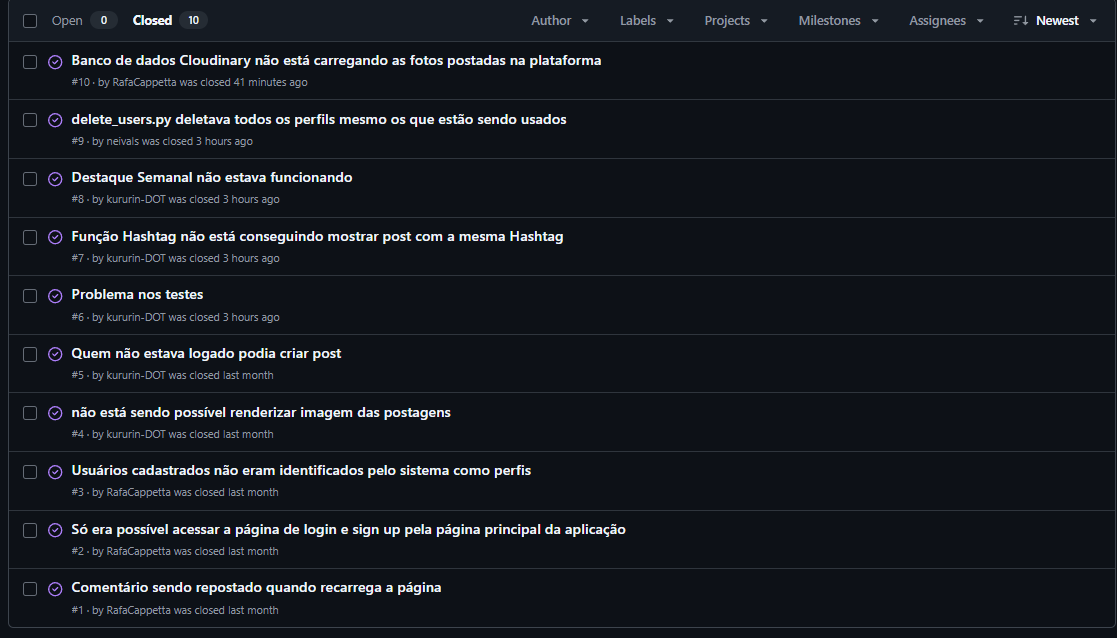 Open 0 Closed 10 Author Labels Projects Milestones Assignees Newest
Banco de dados Cloudinary não está carregando as fotos postadas na plataforma
#10 · by RafaCappetta was closed 41 minutes ago
delete_users.py deletava todos os perfis mesmo os que estão sendo usados
#9 · by neivals was closed 3 hours ago
Destaque Semanal não estava funcionando
#8 · by kururin-DOT was closed 3 hours ago
Função Hashtag não está conseguindo mostrar post com a mesma Hashtag
#7 · by kururin-DOT was closed 3 hours ago
Problema nos testes
#6 · by kururin-DOT was closed 3 hours ago
Quem não estava logado podia criar post
#5 · by kururin-DOT was closed last month
não está sendo possível renderizar imagem das postagens
#4 · by kururin-DOT was closed last month
Usuários cadastrados não eram identificados pelo sistema como perfis
#3 · by RafaCappetta was closed last month
Só era possível acessar a página de login e sign up pela página principal da aplicação
#2 · by RafaCappetta was closed last month
Comentário sendo repostado quando recarrega a página
#1 · by RafaCappetta was closed last month